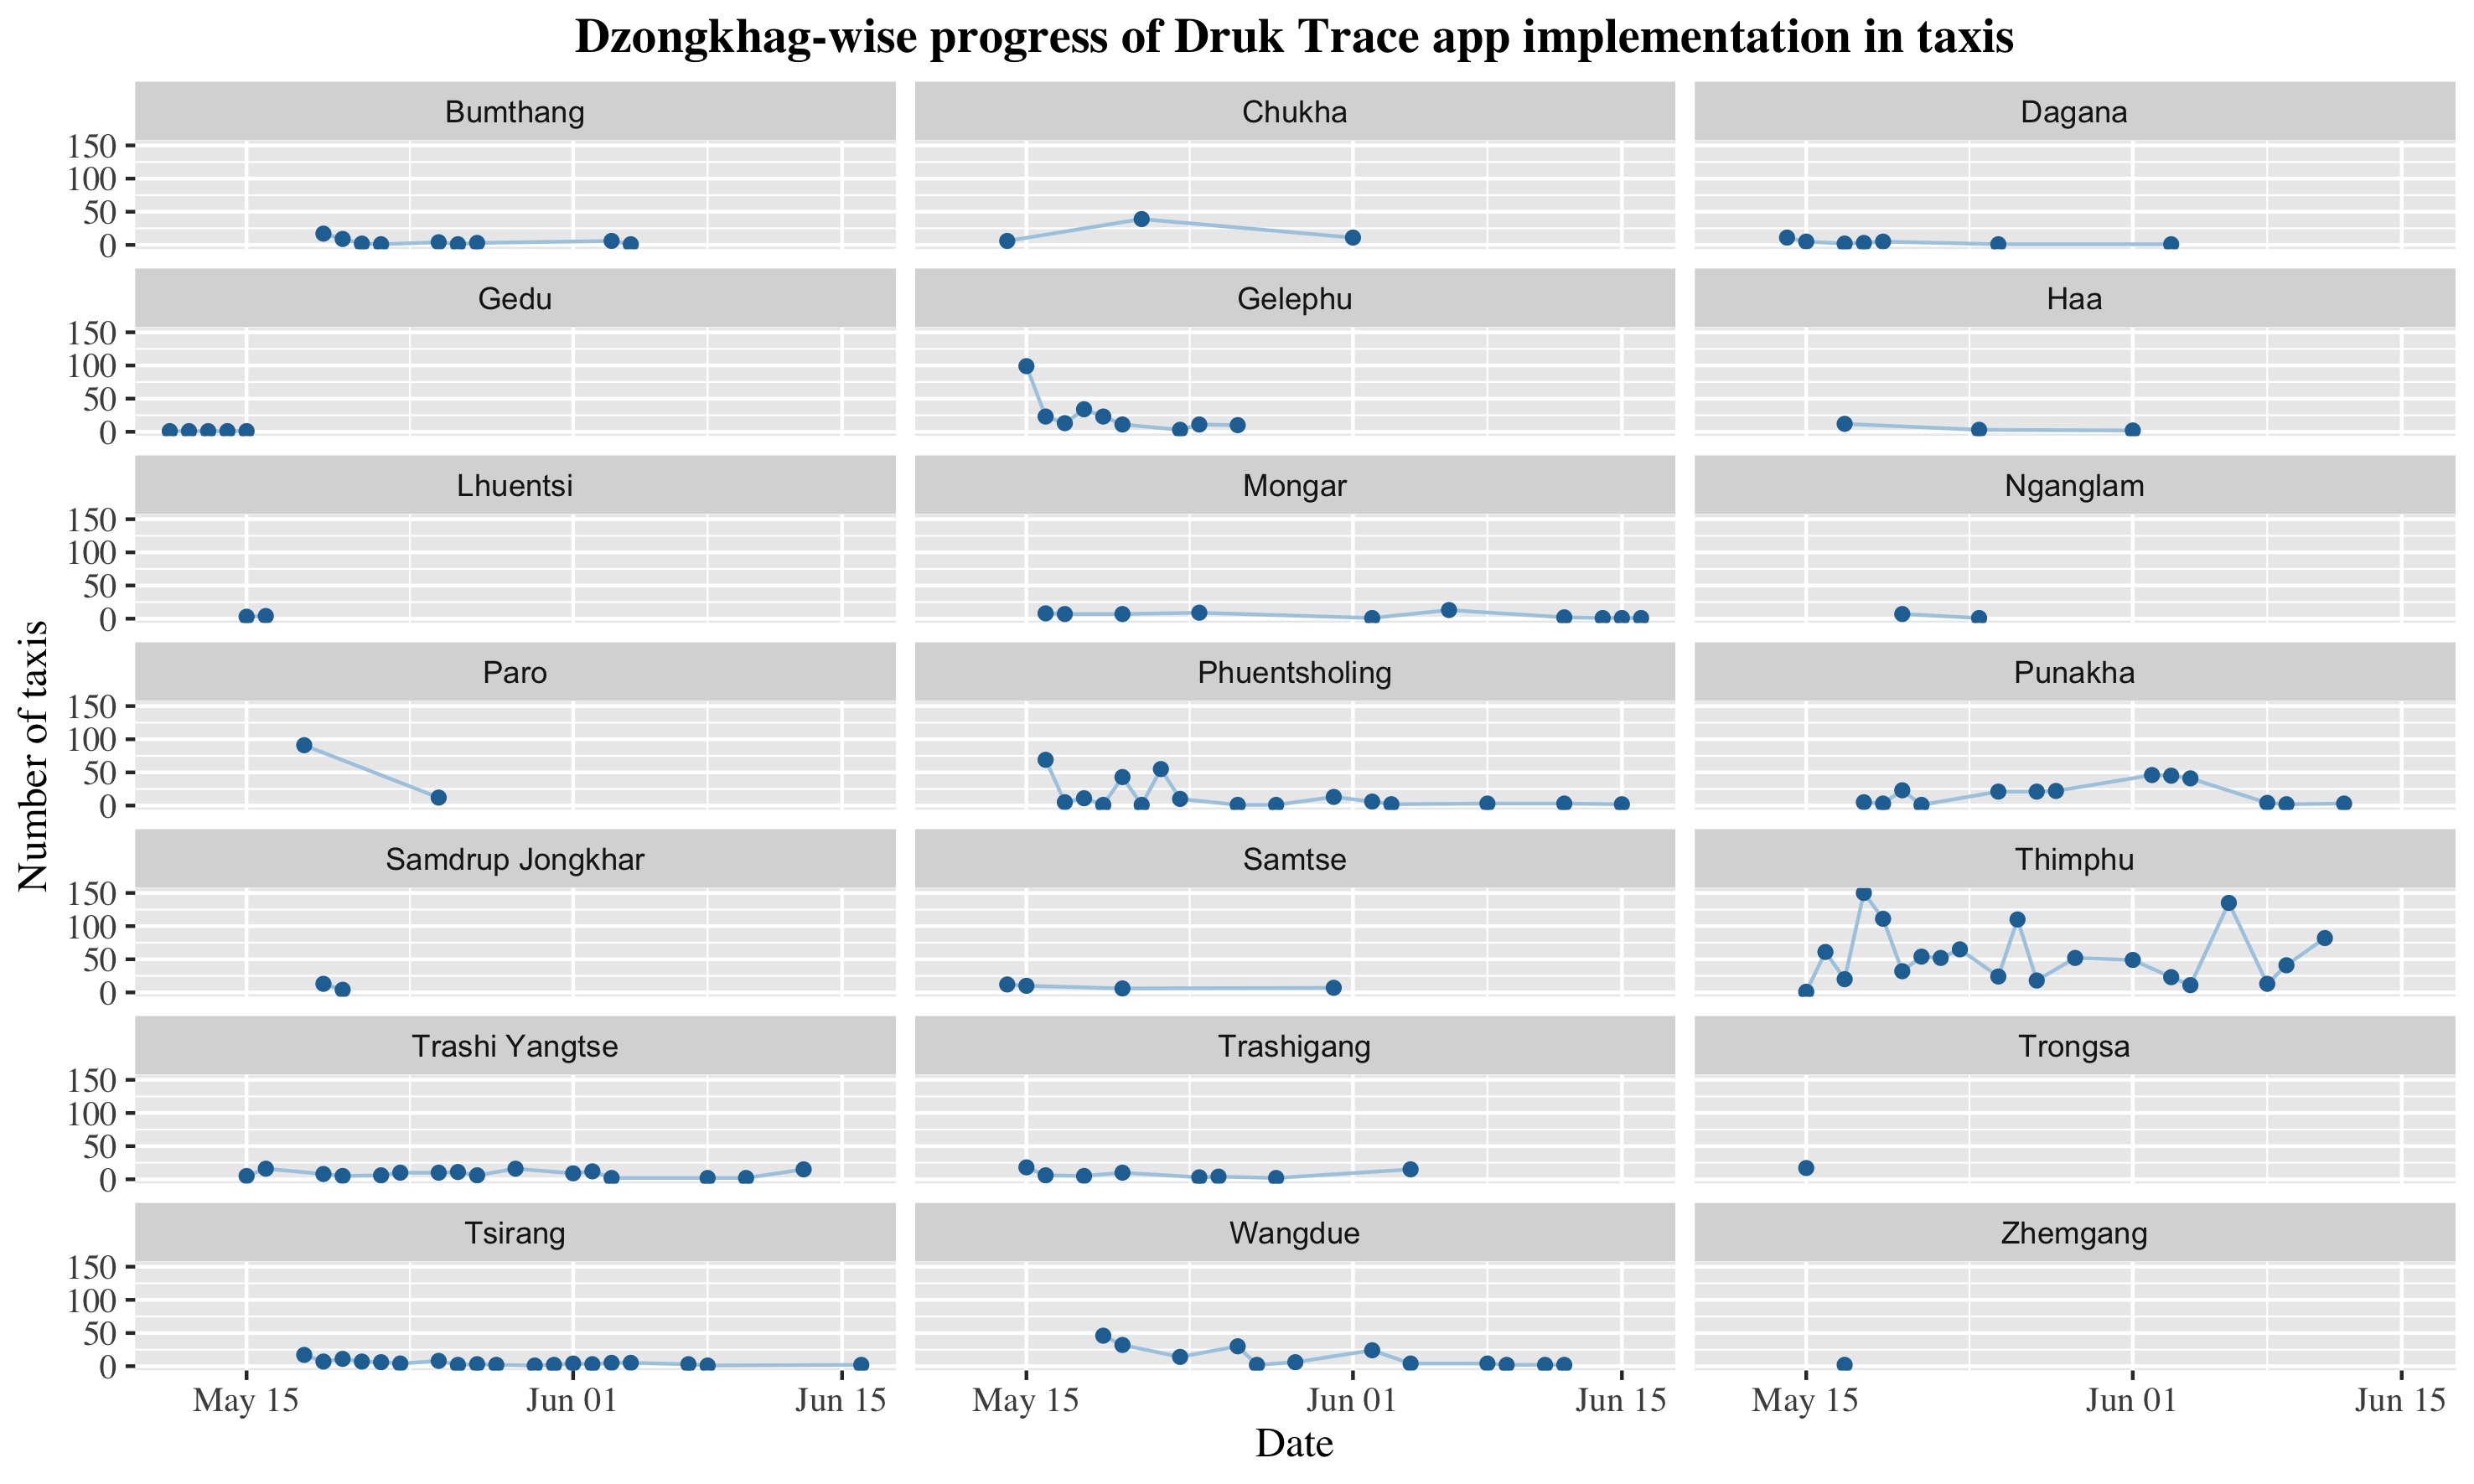 Dzongkhag-wise progress of Druk Trace app implementation in taxis
Bumthang Chukha Dagana
150
100
50
0
Gedu Gelephu Haa
150
100
50
0
Lhuentsi Mongar Nganglam
150
100
50
0
Paro Phuentsholing Punakha
150
100
50
0
Samdrup Jongkhar Samtse Thimphu
150
100
50
0
Trashi Yangtse Trashigang Trongsa
150
100
50
0
Tsirang Wangdue Zhemgang
150
100
50
0
May 15 Jun 01 Jun 15 May 15 Jun 01 Jun 15 May 15 Jun 01 Jun 15
Date
Number of taxis